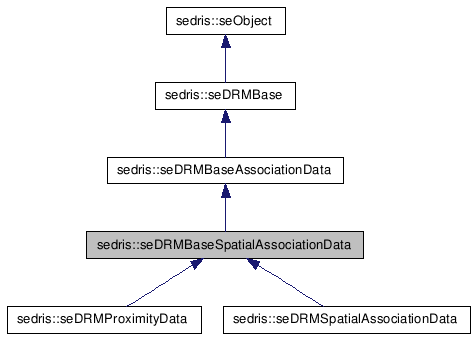 sedris::seObject
sedris::seDRMBase
sedris::seDRMBaseAssociationData
sedris::seDRMBaseSpatialAssociationData
sedris::seDRMProximityData
sedris::seDRMSpatialAssociationData